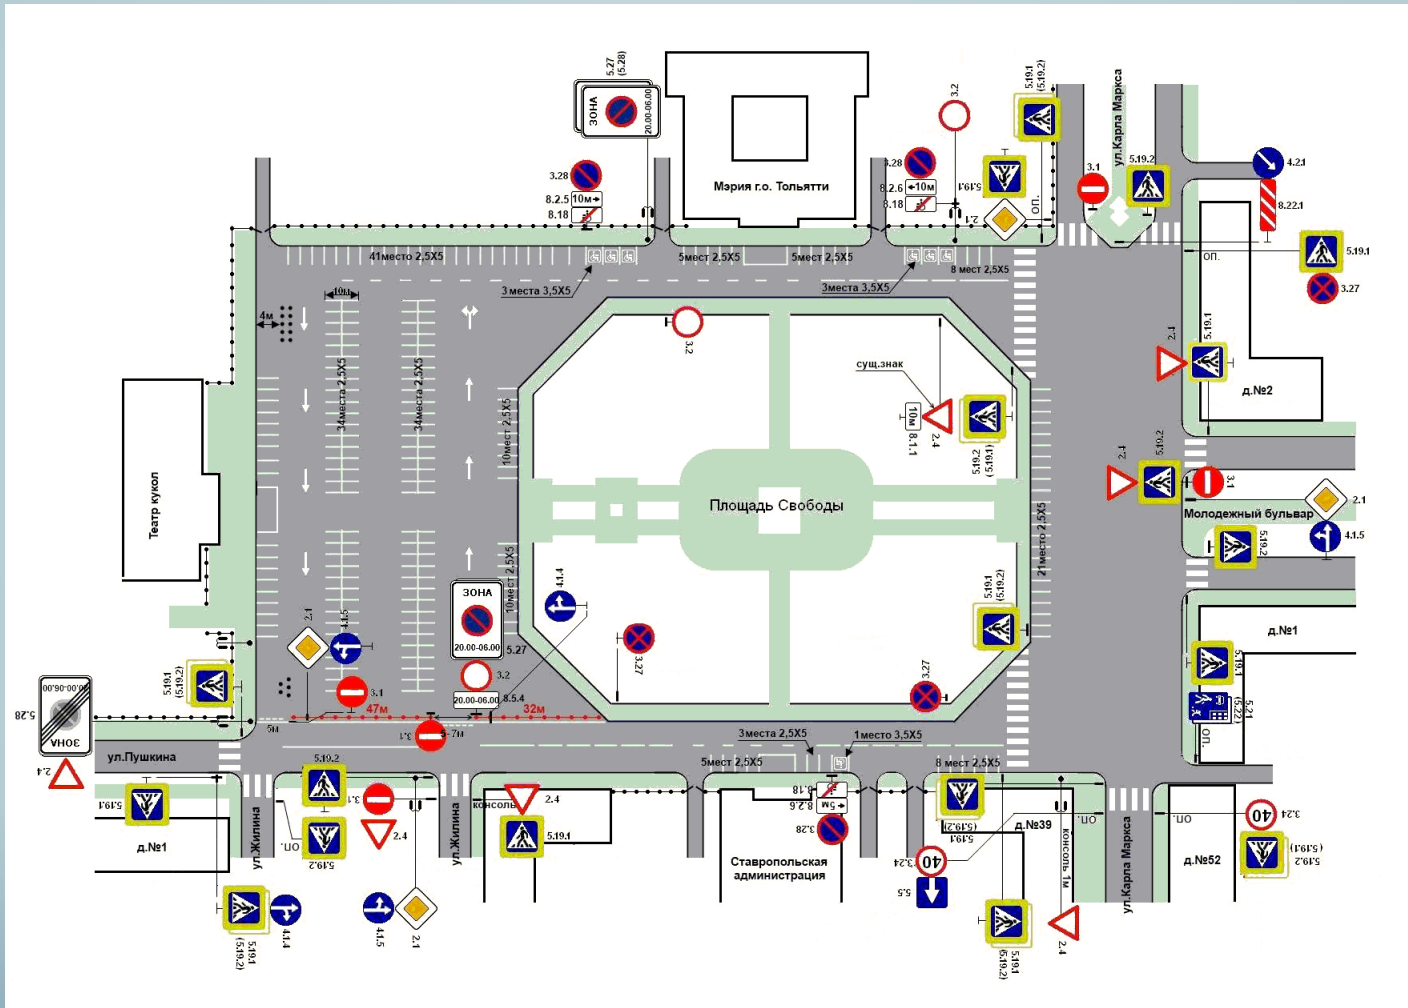 5.27
(5.28)
ЗОНА
20.00-06.00
3.28
8.2.5
10м
8.18
Мэрия г.о. Тольятти
3.2
3.28
8.2.6
10м
8.18
5.19.1
2.1
оп.
5.19.1
(5.19.2)
ул.Карла Маркса
3.1
5.19.2
4.2.1
8.22.1
5.19.1
3.27
оп.
41место 2,5Х5
3места 3,5Х5
5мест 2,5Х5
5мест 2,5Х5
3места 3,5Х5
8 мест 2,5Х5
10м
4м
34места 2,5Х5
34места 2,5Х5
10мест 2,5Х5
10мест 2,5Х5
3.2
сущ.знак
10м
8.1.1
2.4
5.19.2
(5.19.1)
2.4
5.19.1
д.№2
2.4
5.19.2
3.1
2.1
Молодежный бульвар
4.1.5
5.19.2
Театр кукол
Площадь Свободы
21место 2,5Х5
ЗОНА
20.00-06.00
5.27
3.2
20.00-06.00
8.5.4
4.1.4
3.27
5.19.1
(5.19.2)
3.27
2.1
4.1.5
3.1
47м
32м
3.1
5-7м
5м
5.19.1
(5.19.2)
20.00-06.00
ЗОНА
5.28
2.4
ул.Пушкина
5.19.1
д.№1
ул.Жилина
5.19.2
оп.
5.19.2
3.1
2.4
ул.Жилина
консоль
2.4
5.19.1
5.19.1
(5.19.2)
4.1.4
4.1.5
2.1
5мест 2,5Х5
3места 2,5Х5
1место 3,5Х5
8 мест 2,5Х5
8.18
8.2.6
5м
3.28
Ставропольская
администрация
3.24
40
5.5
5.19.1
(5.19.2)
д.№39
консоль 1м
оп.
5.19.1
(5.19.2)
2.4
ул.Карла Маркса
оп.
д.№52
40
3.24
5.19.2
(5.19.1)
д.№1
5.19.1
5.21
(5.22)
оп.